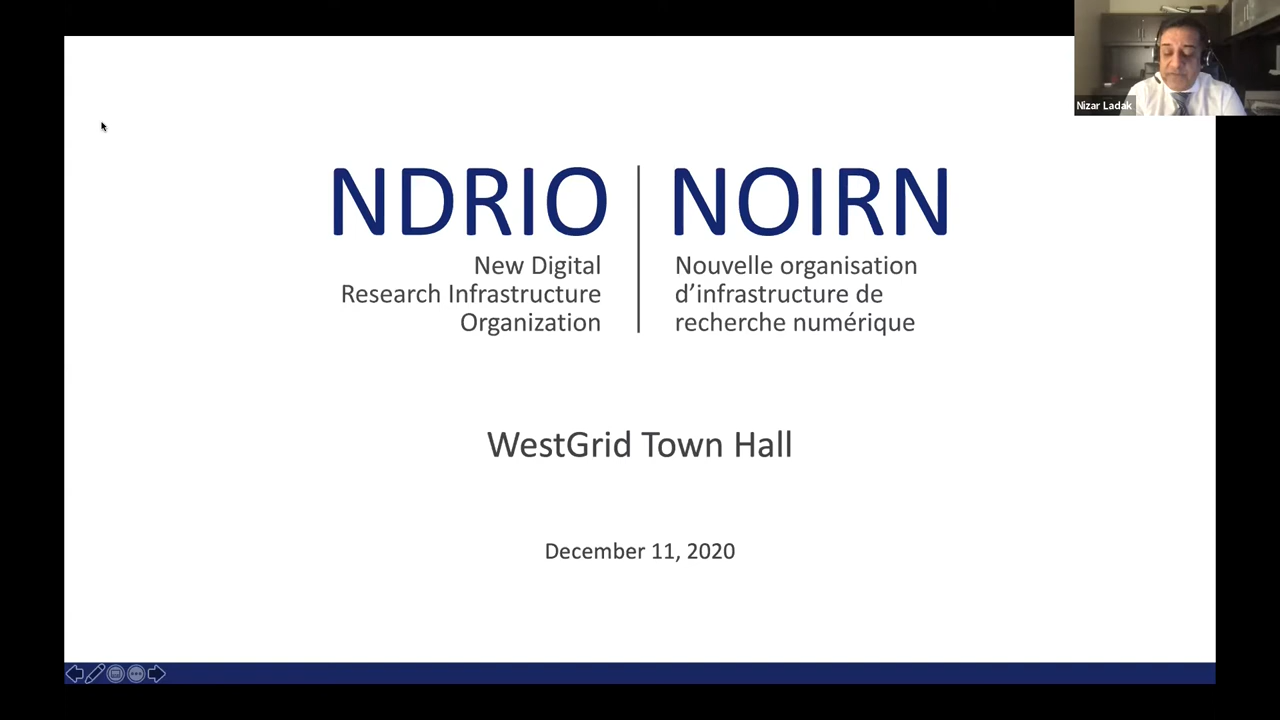 Nizar Ladak
NDRIO
New Digital
Research Infrastructure
Organization
NOIRN
Nouvelle organisation
d’infrastructure de
recherche numérique
WestGrid Town Hall
December 11, 2020